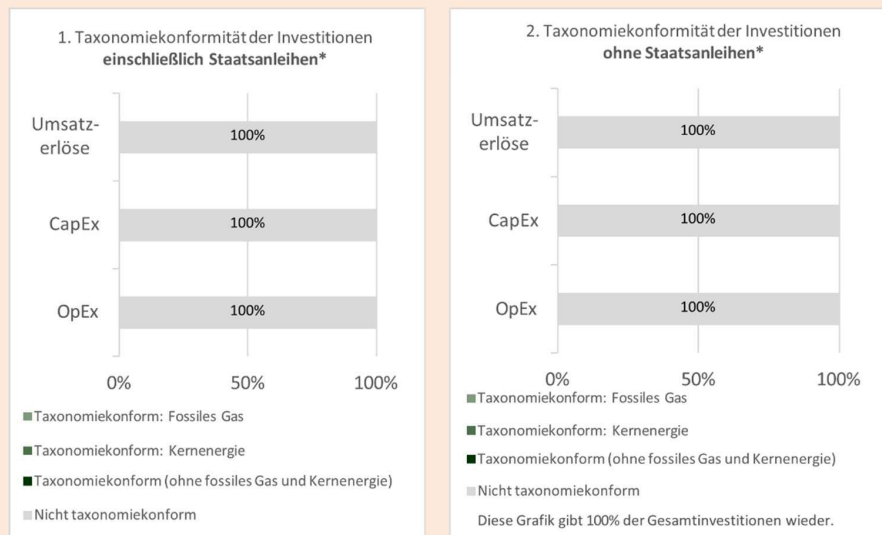 1. Taxonomiekonformität der Investitionen
einschließlich Staatsanleihen*
Umsatz-
erlöse
100%
CapEx
100%
OpEx
100%
0%
50%
100%
Taxonomiekonform: Fossiles Gas
Taxonomiekonform: Kernenergie
Taxonomiekonform (ohne fossiles Gas und Kernenergie)
Nicht taxonomiekonform
2. Taxonomiekonformität der Investitionen
ohne Staatsanleihen*
Umsatz-
erlöse
100%
CapEx
100%
OpEx
100%
0%
50%
100%
Taxonomiekonform: Fossiles Gas
Taxonomiekonform: Kernenergie
Taxonomiekonform (ohne fossiles Gas und Kernenergie)
Nicht taxonomiekonform
Diese Grafik gibt 100% der Gesamtinvestitionen wieder.